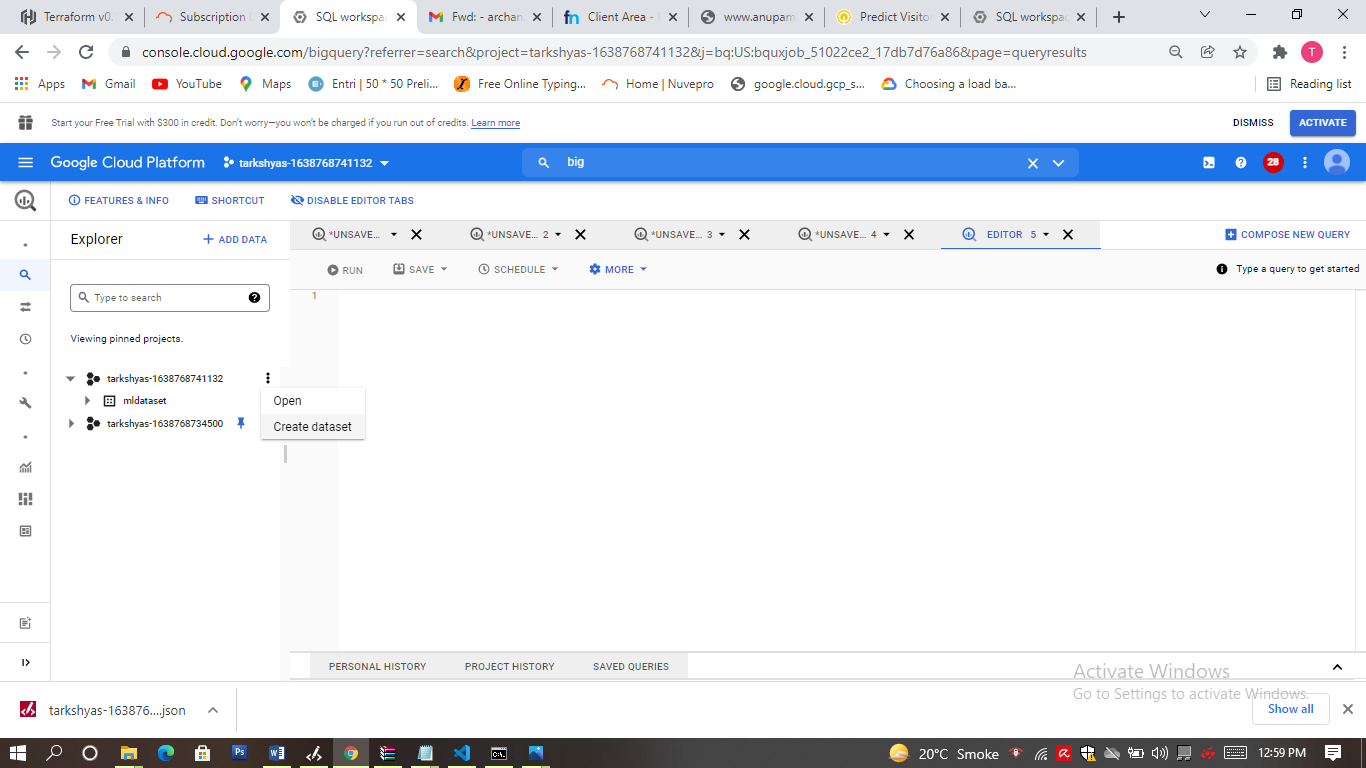 Terraform v0.
Subscription
SQL workspac
Fwd: - archan.
Client Area -
www.anupam
Predict Visitor
SQL workspac
console.cloud.google.com/bigquery?referrer=search&project=tarkshyas-1638768741132&j=bq:US:bquxjob_51022ce2_17db7d76a86&page=queryresults
T
Apps
Gmail
YouTube
Maps
Entri | 50 * 50 Preli...
Free Online Typing...
Home | Nuvepro
google.cloud.gcp_s...
Choosing a load ba...
Reading list
Start your Free Trial with $300 in credit. Don't worry—you won't be charged if you run out of credits. Learn more
DISMISS
ACTIVATE
Google Cloud Platform
tarkshyas-1638768741132
big
28
FEATURES & INFO
SHORTCUT
DISABLE EDITOR TABS
Explorer
+ ADD DATA
*UNSAVE...
*UNSAVE... 2
*UNSAVE... 3
*UNSAVE... 4
EDITOR 5
COMPOSE NEW QUERY
RUN
SAVE
SCHEDULE
MORE
Type a query to get started
Type to search
1
Viewing pinned projects.
tarkshyas-1638768741132
mldataset
tarkshyas-1638768734500
Open
Create dataset
PERSONAL HISTORY
PROJECT HISTORY
SAVED QUERIES
Activate Windows
Go to Settings to activate Windows.
tarkshyas-163876....json
Show all
Ps
20°C Smoke
12:59 PM